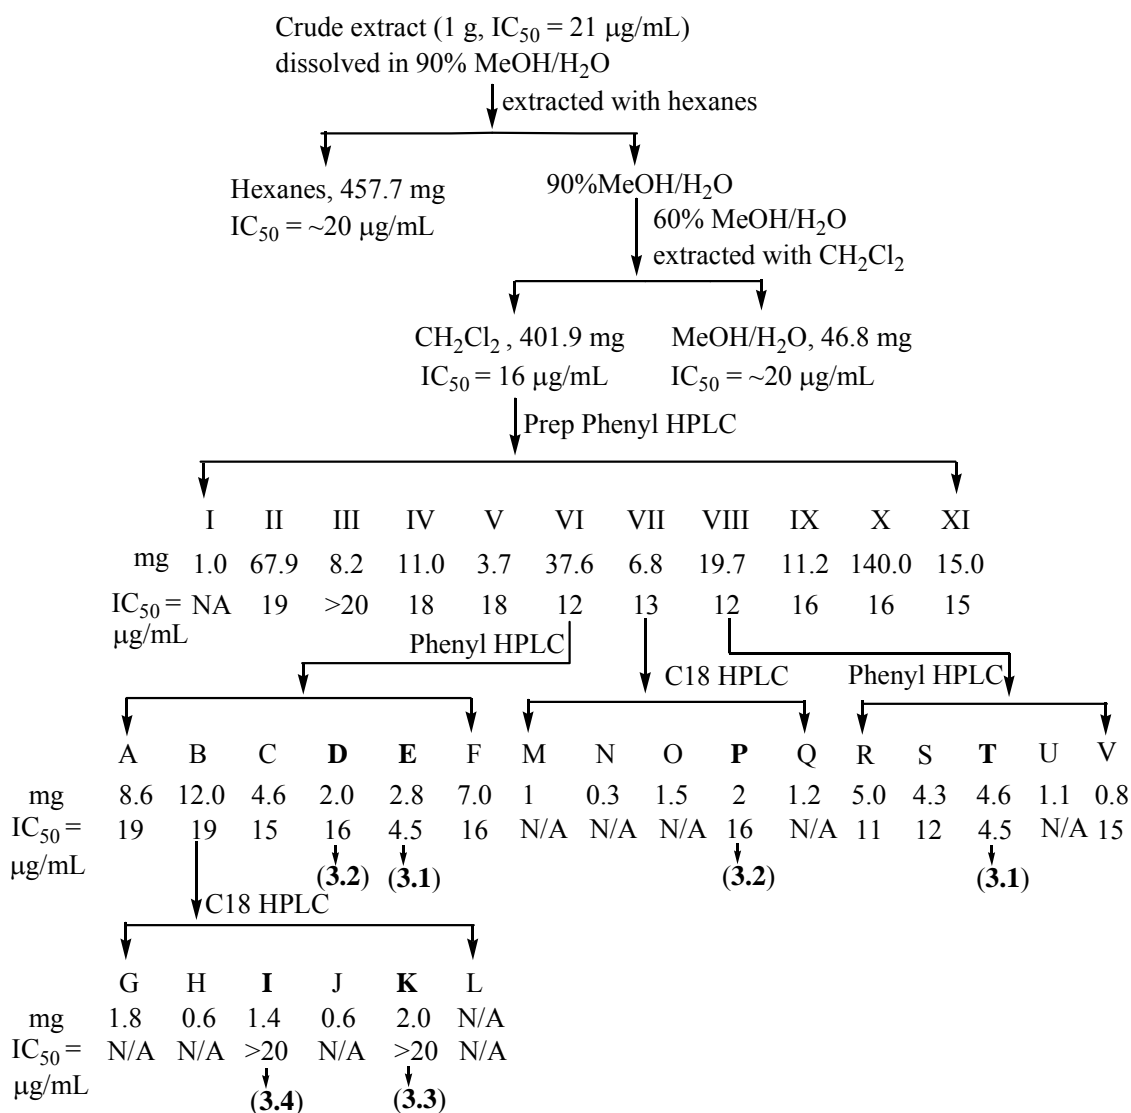 Crude extract (1 g, IC50 = 21 μg/mL)
dissolved in 90% MeOH/H2O
extracted with hexanes
Hexanes, 457.7 mg
IC50 = ~20 μg/mL
90%MeOH/H2O
60% MeOH/H2O
extracted with CH2Cl2
CH2Cl2 , 401.9 mg
IC50 = 16 μg/mL
MeOH/H2O, 46.8 mg
IC50 = ~20 μg/mL
Prep Phenyl HPLC
I II III IV V VI VII VIII IX X XI
mg 1.0 67.9 8.2 11.0 3.7 37.6 6.8 19.7 11.2 140.0 15.0
IC50 = NA 19 >20 18 18 12 13 12 16 16 15
μg/mL
Phenyl HPLC
C18 HPLC
Phenyl HPLC
A B C D E F M N O P Q R S T U V
mg 8.6 12.0 4.6 2.0 2.8 7.0 1 0.3 1.5 2 1.2 5.0 4.3 4.6 1.1 0.8
IC50 = 19 19 15 16 4.5 16 N/A N/A N/A 16 N/A 11 12 4.5 N/A 15
μg/mL
(3.2) (3.1) (3.2) (3.1)
C18 HPLC
G H I J K L
mg 1.8 0.6 1.4 0.6 2.0 N/A
IC50 = N/A N/A >20 N/A >20 N/A
μg/mL
(3.4) (3.3)